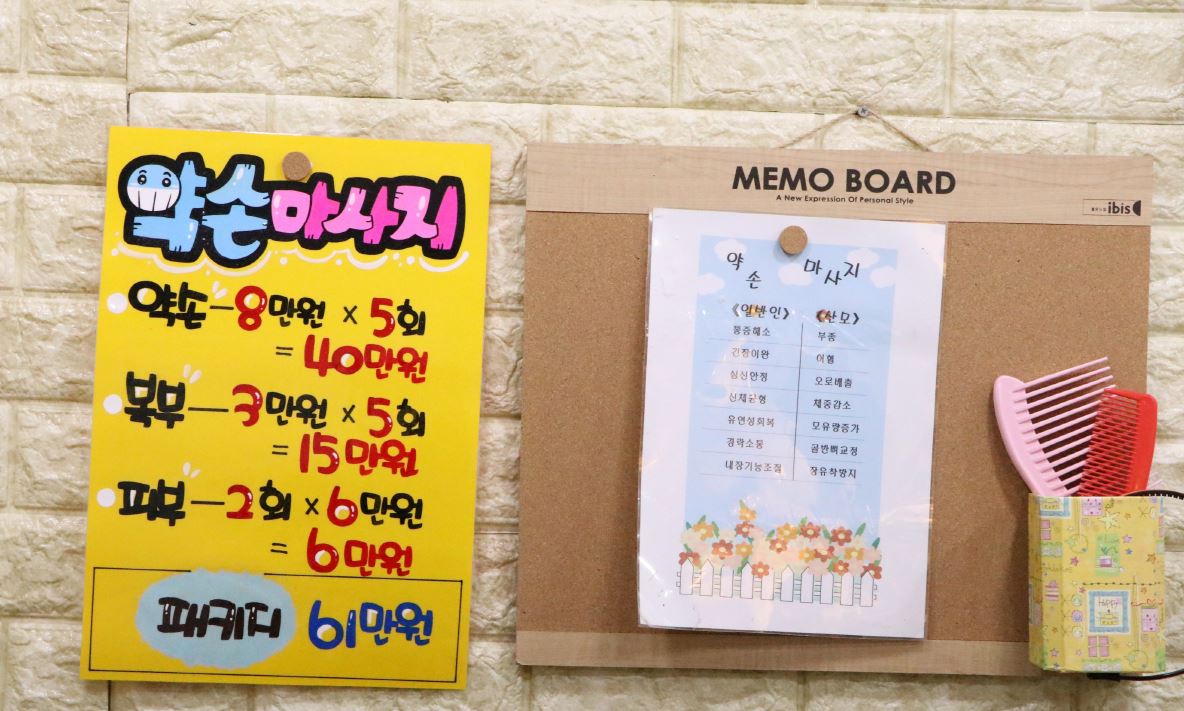 약손마사지
약손－8만원 x 5회
= 40만원
복부－3만원 x 5회
= 15만원
피부－2회 x 6만원
= 6만원
패키지 61만원
MEMO BOARD
A New Expression Of Personal Style
ibis
약손 마사지
《일반인》 《산모》
통증해소 부종
긴장이완 이형
심신안정 오로배출
신체균형 체중감소
유연성회복 모유량증가
경락소통 골반뼈교정
내장기능조절 장유착방지
Happy